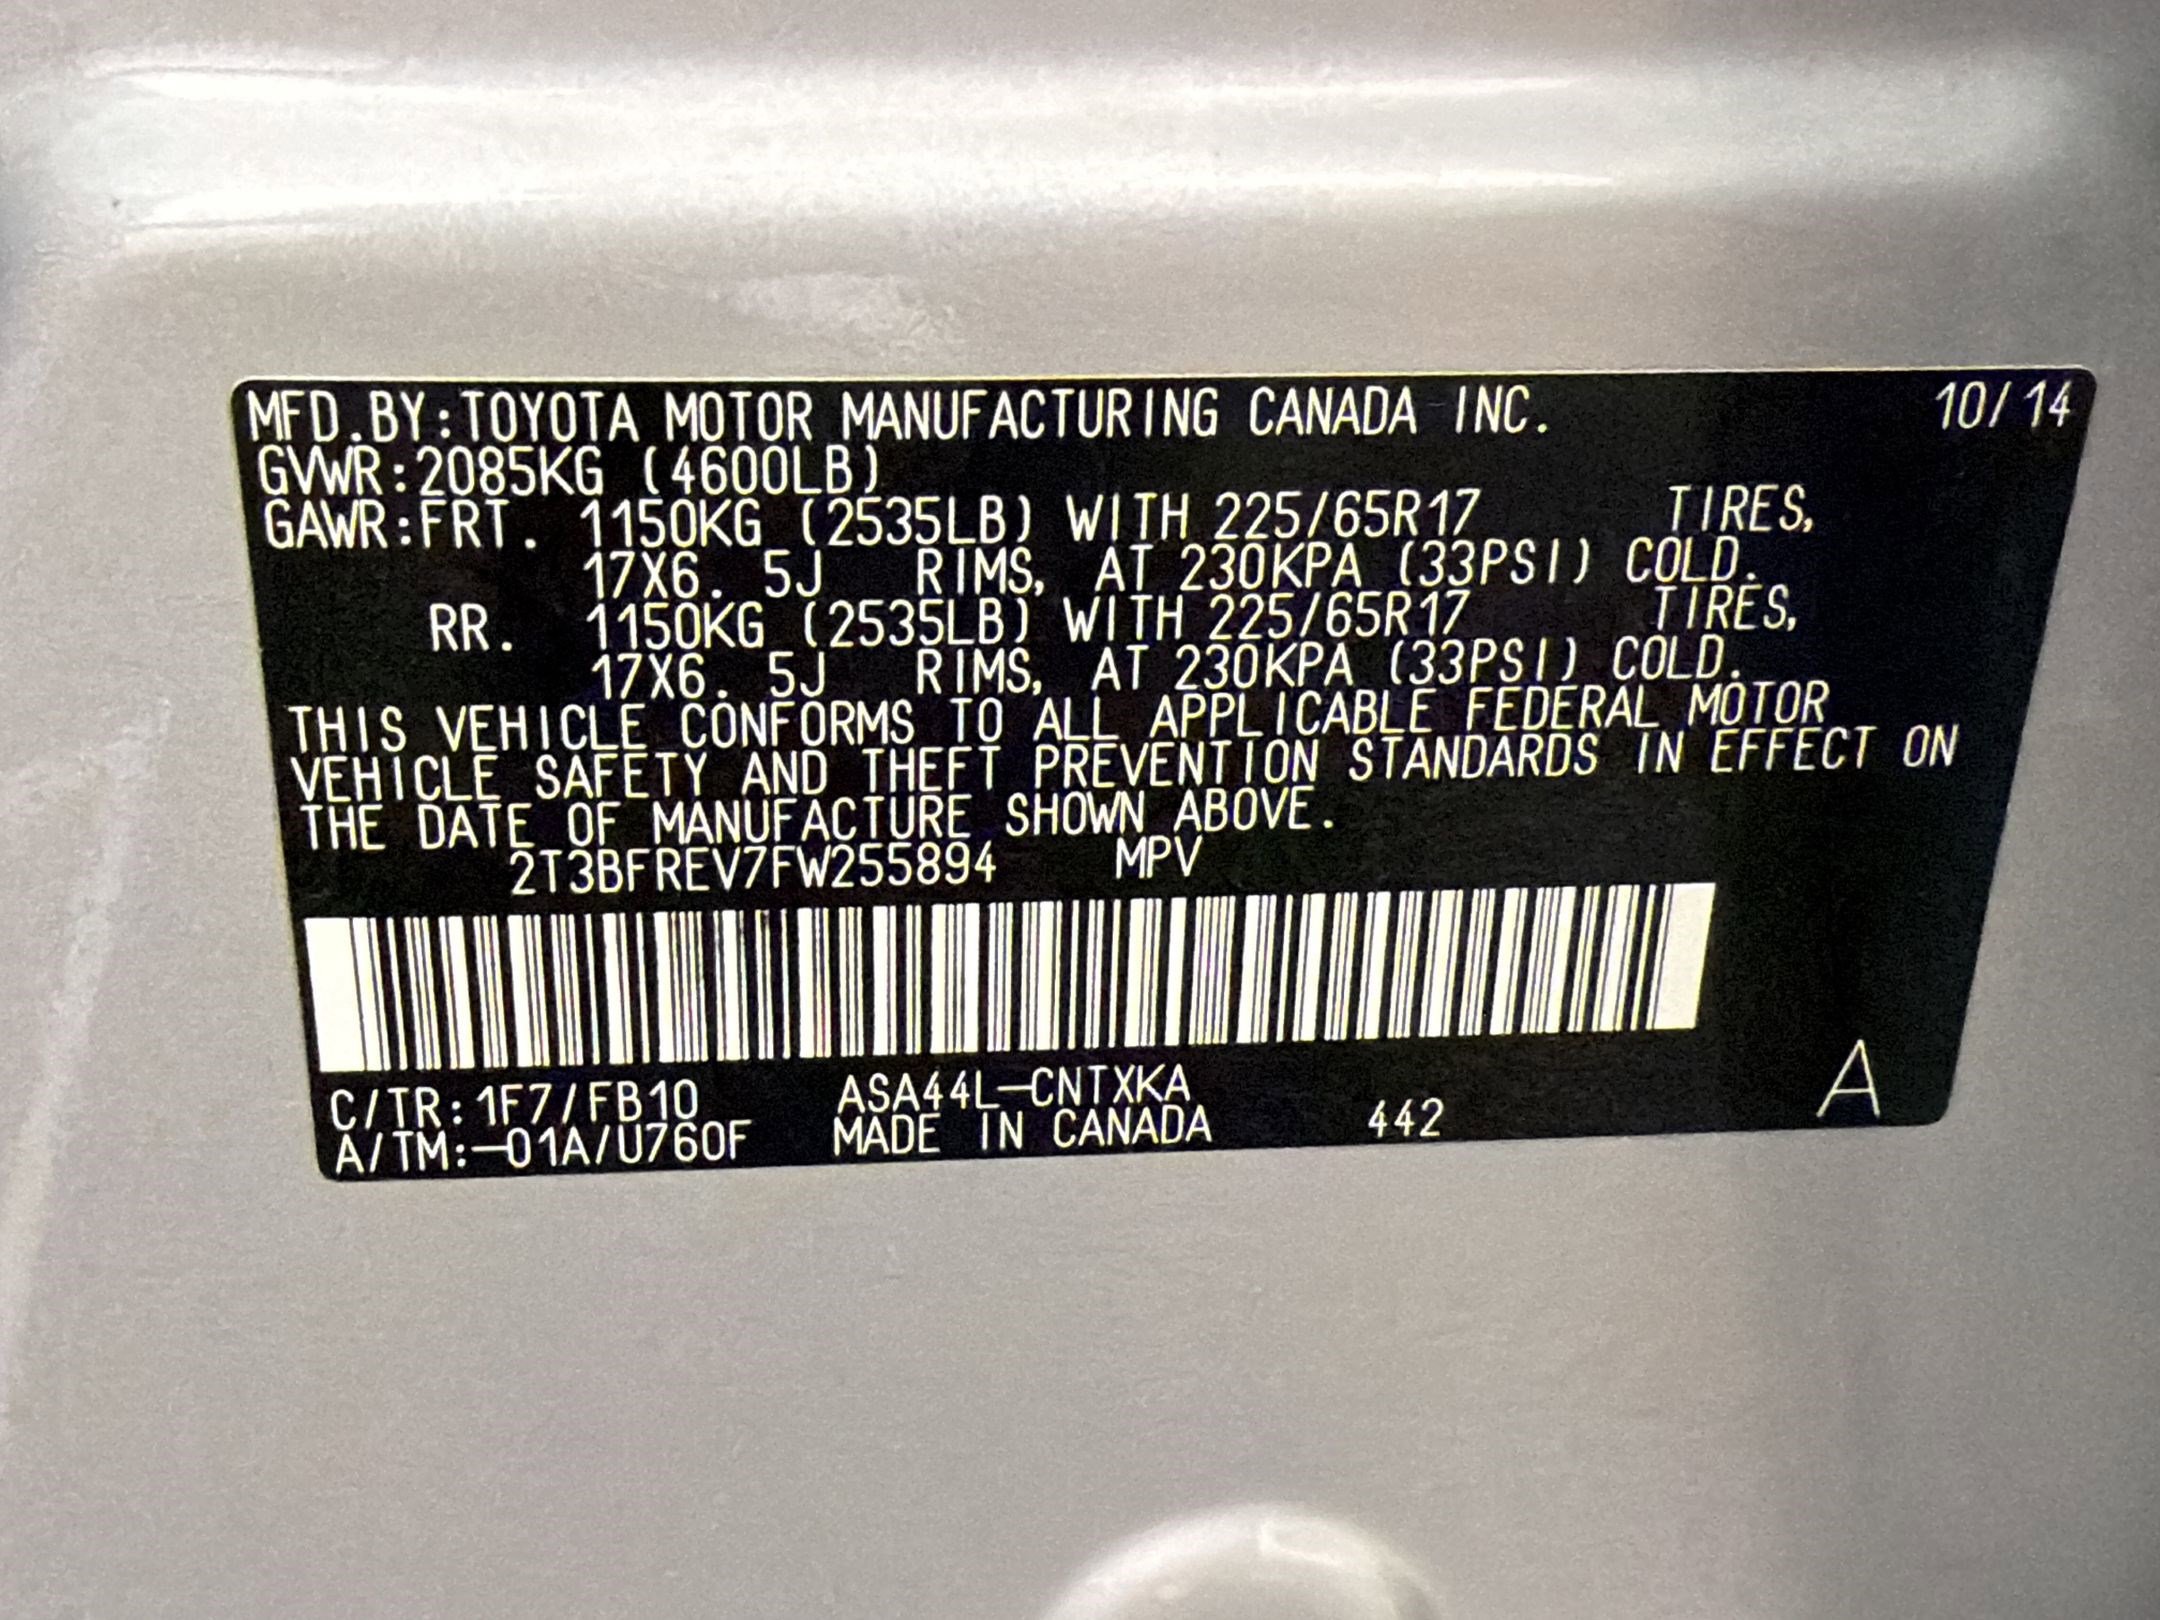 MFD.BY:TOYOTA MOTOR MANUFACTURING CANADA INC. 10/14
GVWR:2085KG (4600LB)
GAWR:FRT. 1150KG (2535LB) WITH 225/65R17 TIRES,
17X6. 5J RIMS, AT 230KPA (33PSI) COLD.
RR. 1150KG (2535LB) WITH 225/65R17 TIRES,
17X6. 5J RIMS, AT 230KPA (33PSI) COLD.
THIS VEHICLE CONFORMS TO ALL APPLICABLE FEDERAL MOTOR
VEHICLE SAFETY AND THEFT PREVENTION STANDARDS IN EFFECT ON
THE DATE OF MANUFACTURE SHOWN ABOVE.
2T3BFREV7FW255894 MPV
C/TR:1F7/FB10 ASA44L-CNTXKA
A/TM:-01A/U760F MADE IN CANADA 442 A